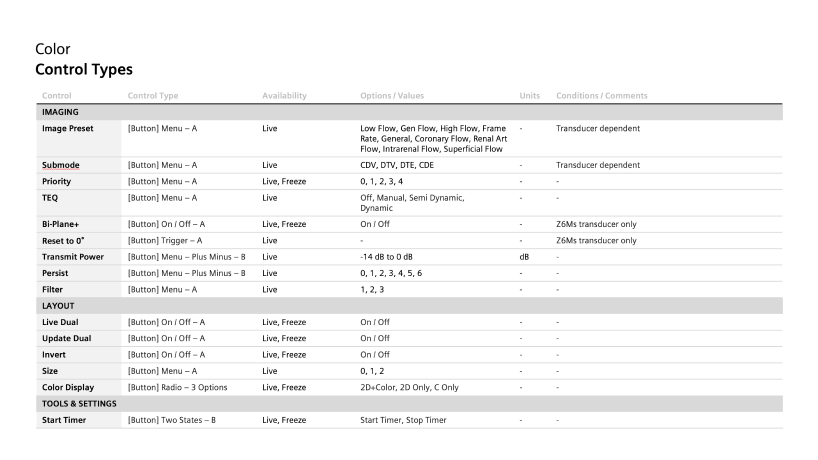 Color
Control Types
Control Control Type Availability Options / Values Units Conditions / Comments
IMAGING
Image Preset [Button] Menu – A Live Low Flow, Gen Flow, High Flow, Frame - Transducer dependent
Rate, General, Coronary Flow, Renal Art
Flow, Intrarenal Flow, Superficial Flow
Submode [Button] Menu – A Live CDV, DTV, DTE, CDE - Transducer dependent
Priority [Button] Menu – A Live, Freeze 0, 1, 2, 3, 4 - -
TEQ [Button] Menu – A Live Off, Manual, Semi Dynamic, - -
Dynamic
Bi-Plane+ [Button] On / Off – A Live, Freeze On / Off - Z6Ms transducer only
Reset to 0˚ [Button] Trigger – A Live - - Z6Ms transducer only
Transmit Power [Button] Menu – Plus Minus – B Live -14 dB to 0 dB dB -
Persist [Button] Menu – Plus Minus – B Live 0, 1, 2, 3, 4, 5, 6 - -
Filter [Button] Menu – A Live 1, 2, 3 - -
LAYOUT
Live Dual [Button] On / Off – A Live, Freeze On / Off - -
Update Dual [Button] On / Off – A Live, Freeze On / Off - -
Invert [Button] On / Off – A Live, Freeze On / Off - -
Size [Button] Menu – A Live 0, 1, 2 - -
Color Display [Button] Radio – 3 Options Live, Freeze 2D+Color, 2D Only, C Only - -
TOOLS & SETTINGS
Start Timer [Button] Two States – B Live, Freeze Start Timer, Stop Timer - -